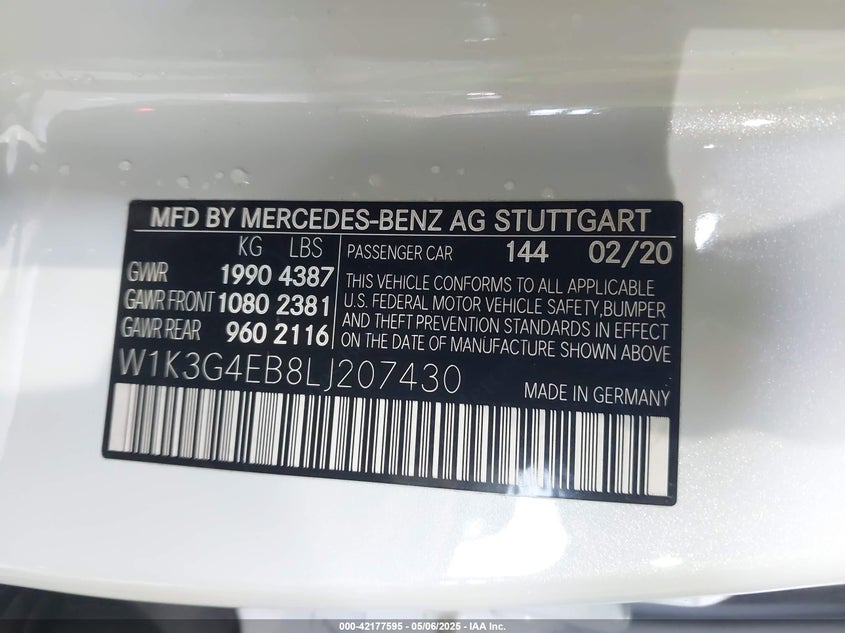 MFD BY MERCEDES-BENZ AG STUTTGART
KG LBS
GVWR 1990 4387
GAWR FRONT 1080 2381
GAWR REAR 960 2116
PASSENGER CAR 144 02/20
THIS VEHICLE CONFORMS TO ALL APPLICABLE
U.S. FEDERAL MOTOR VEHICLE SAFETY,BUMPER
AND THEFT PREVENTION STANDARDS IN EFFECT
ON THE DATE OF MANUFACTURE SHOWN ABOVE
W1K3G4EB8LJ207430
MADE IN GERMANY
000-42177595 - 05/06/2025 - IAA Inc.